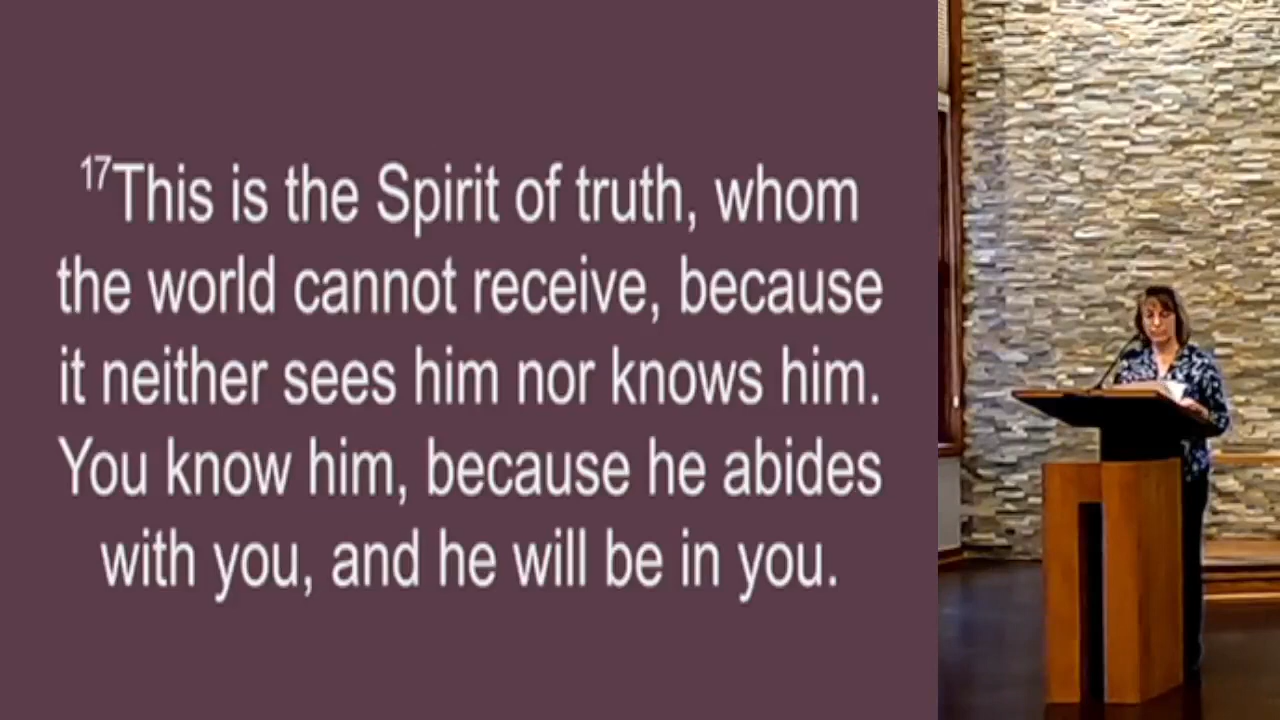 ¹⁷This is the Spirit of truth, whom
the world cannot receive, because
it neither sees him nor knows him.
You know him, because he abides
with you, and he will be in you.